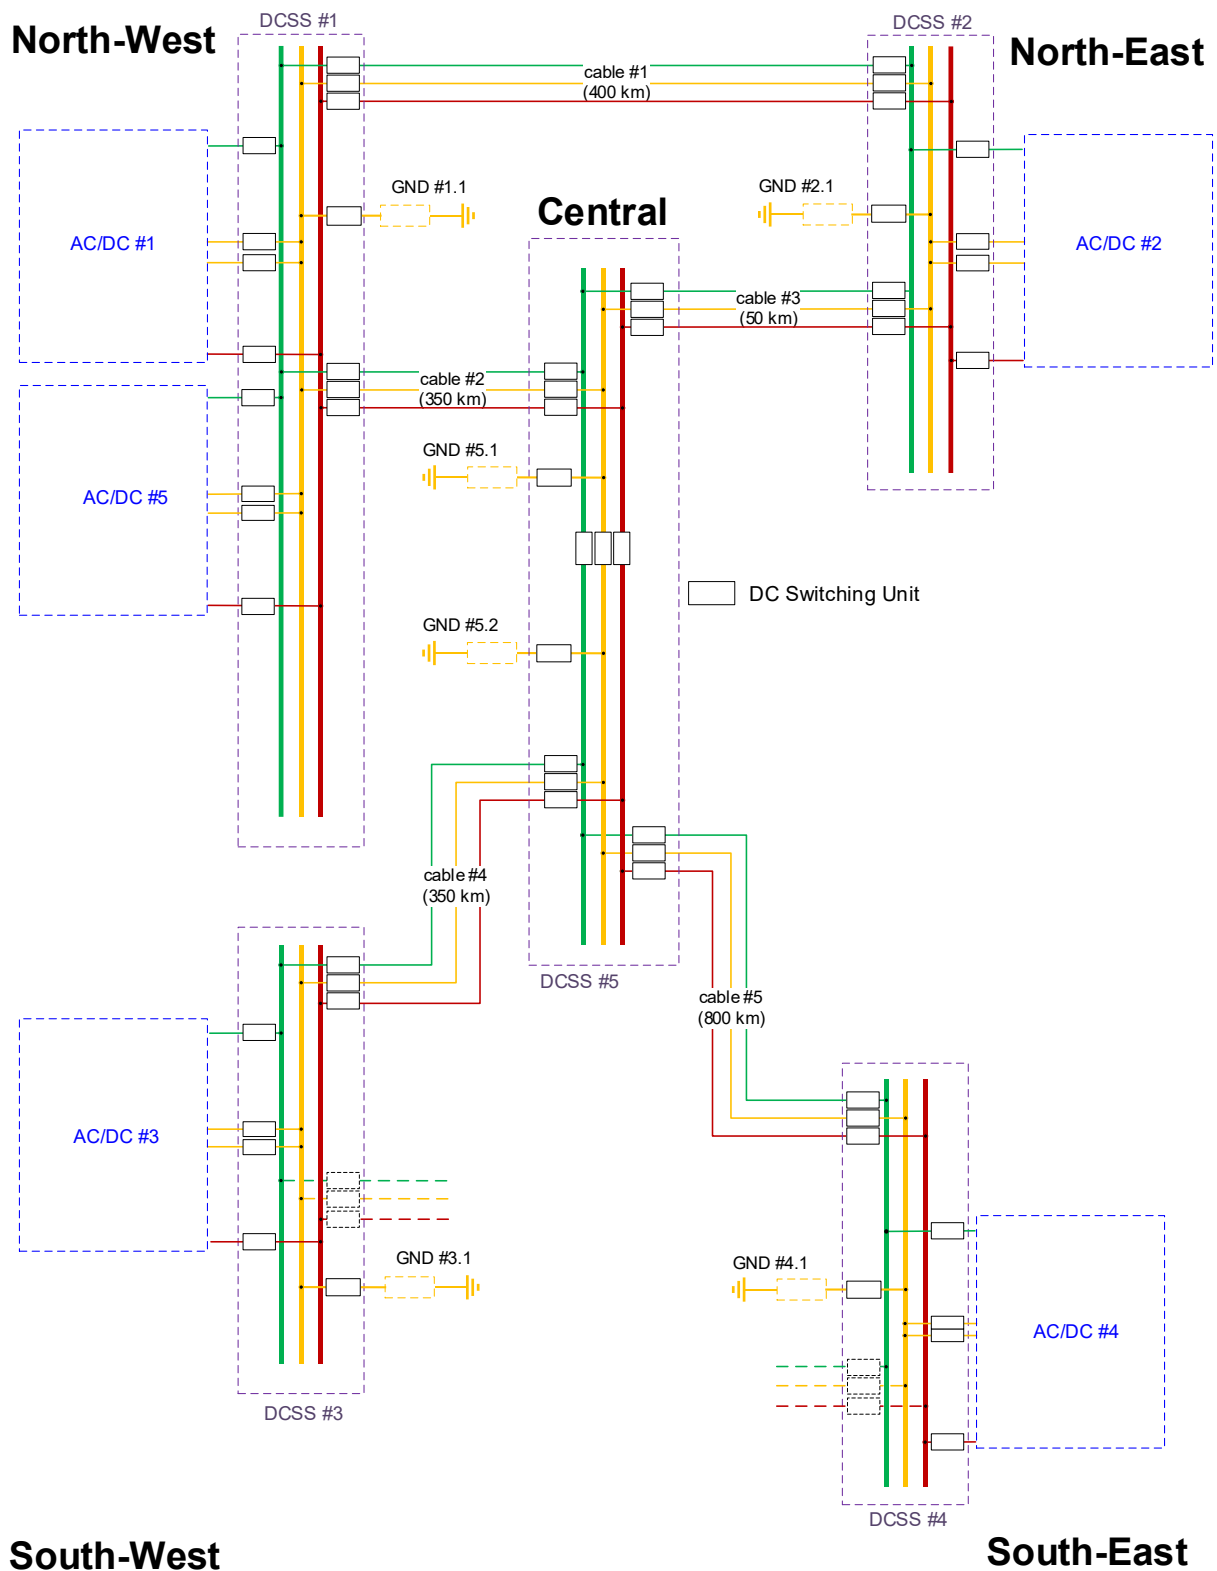 DCSS #1
DCSS #2
North-West
North-East
cable #1
(400 km)
GND #1.1
GND #2.1
Central
AC/DC #1
AC/DC #2
cable #3
(50 km)
cable #2
(350 km)
GND #5.1
AC/DC #5
DC Switching Unit
GND #5.2
cable #4
(350 km)
DCSS #5
cable #5
(800 km)
AC/DC #3
GND #3.1
GND #4.1
AC/DC #4
DCSS #3
DCSS #4
South-West
South-East